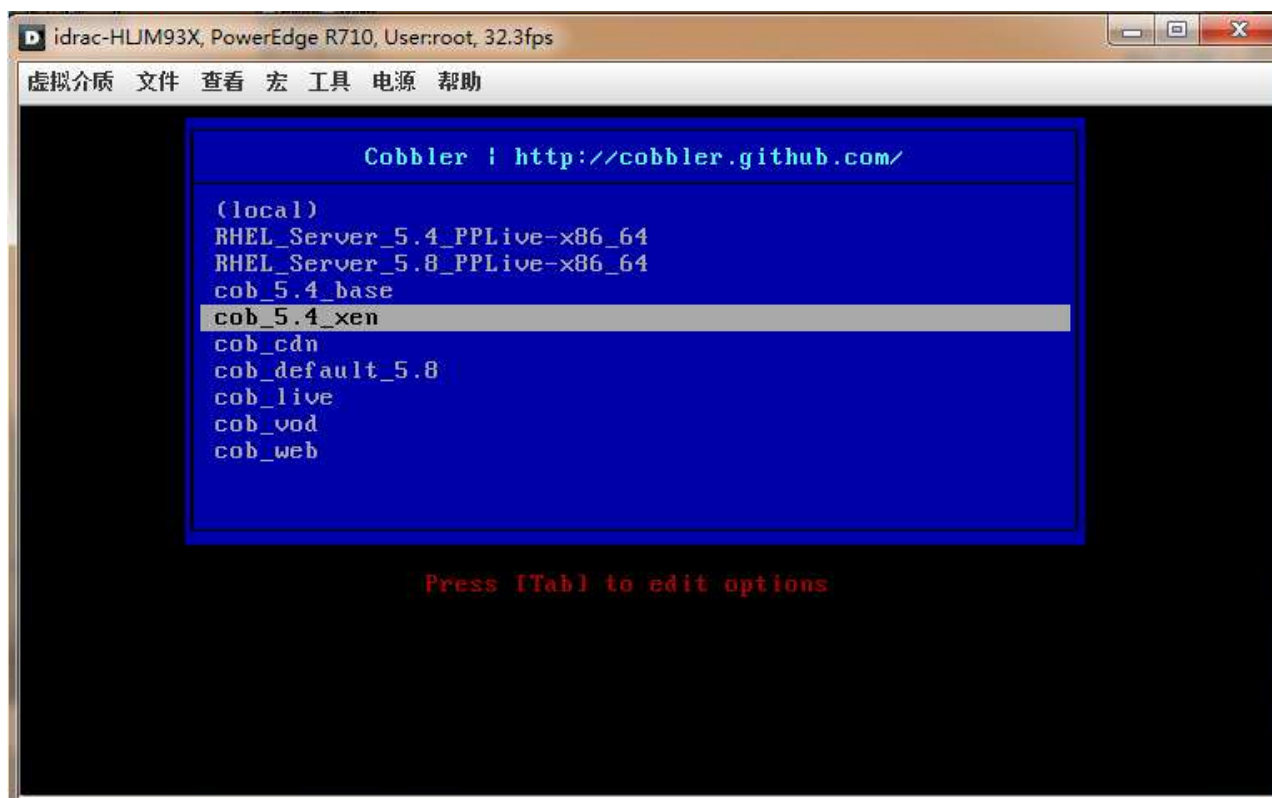 idrac-HLJM93X, PowerEdge R710, User:root, 32.3fps
虚拟介质 文件 查看 宏 工具 电源 帮助
Cobbler | http://cobbler.github.com/
(local)
RHEL_Server_5.4_PPLive-x86_64
RHEL_Server_5.8_PPLive-x86_64
cob_5.4_base
cob_5.4_xen
cob_cdn
cob_default_5.8
cob_live
cob_vod
cob_web
Press [Tab] to edit options